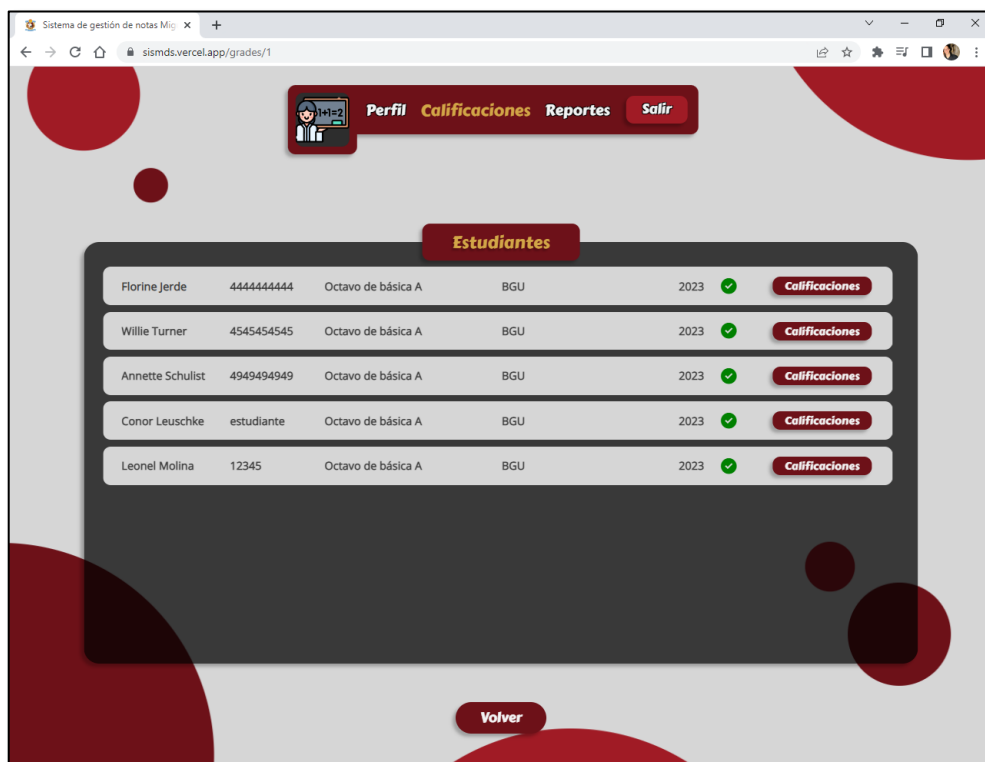 Sistema de gestión de notas Mig
sismds.vercel.app/grades/1
1+1=2
Perfil Calificaciones Reportes Salir
Estudiantes
Florine Jerde 4444444444 Octavo de básica A BGU 2023 Calificaciones
Willie Turner 4545454545 Octavo de básica A BGU 2023 Calificaciones
Annette Schulist 4949494949 Octavo de básica A BGU 2023 Calificaciones
Conor Leuschke estudiante Octavo de básica A BGU 2023 Calificaciones
Leonel Molina 12345 Octavo de básica A BGU 2023 Calificaciones
Volver